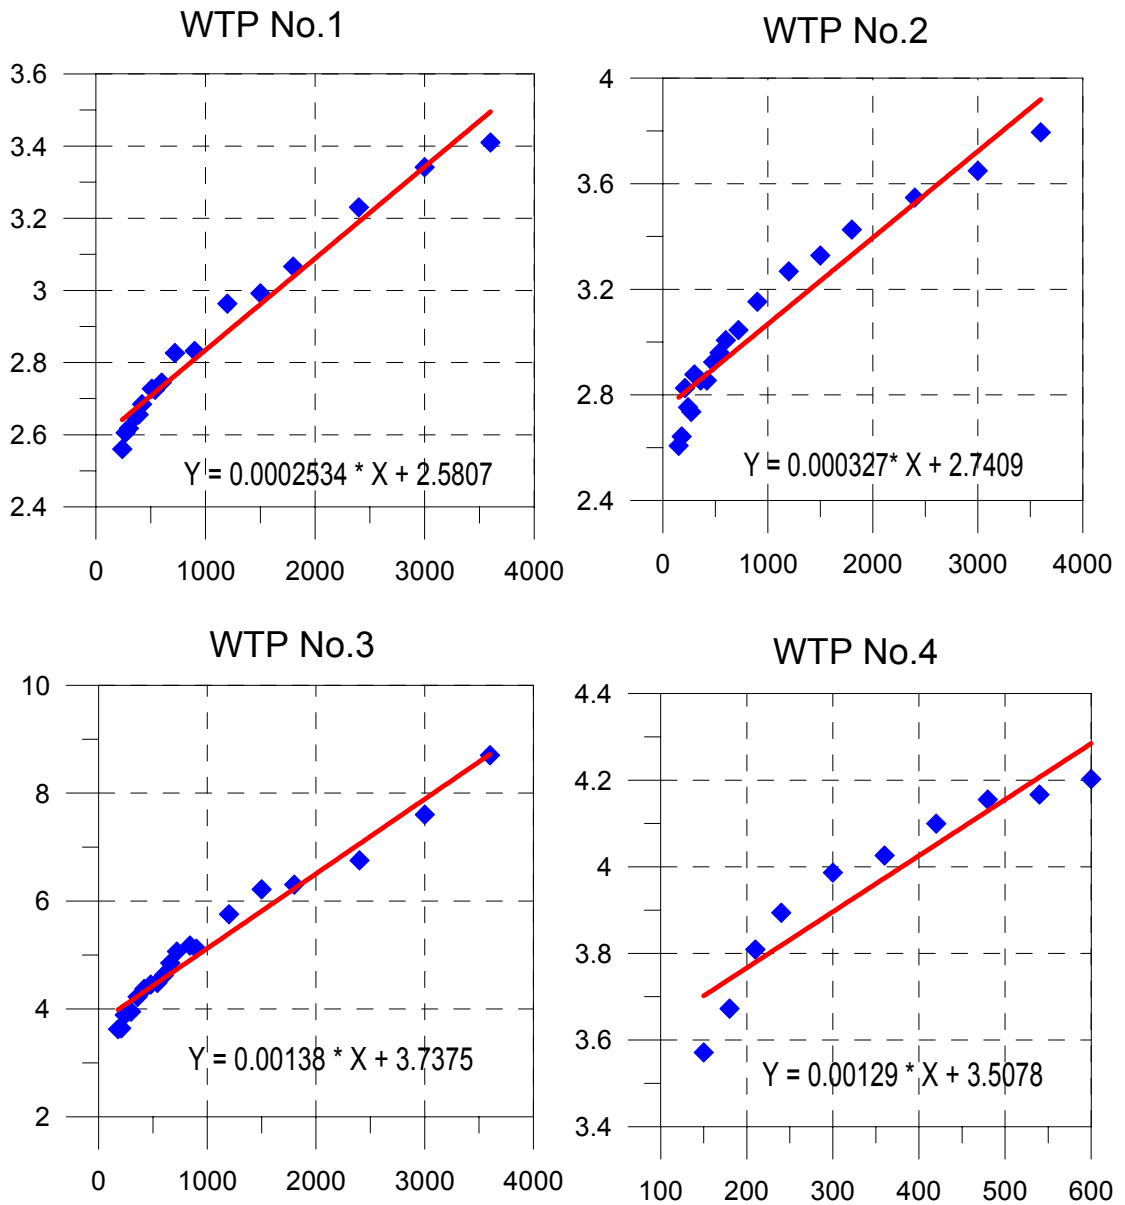 WTP No.1
3.6
3.4
3.2
3
2.8
2.6
2.4
Y = 0.0002534 * X + 2.5807
0 1000 2000 3000 4000
WTP No.2
4
3.6
3.2
2.8
2.4
Y = 0.000327* X + 2.7409
0 1000 2000 3000 4000
WTP No.3
10
8
6
4
2
Y = 0.00138 * X + 3.7375
0 1000 2000 3000 4000
WTP No.4
4.4
4.2
4
3.8
3.6
3.4
Y = 0.00129 * X + 3.5078
100 200 300 400 500 600